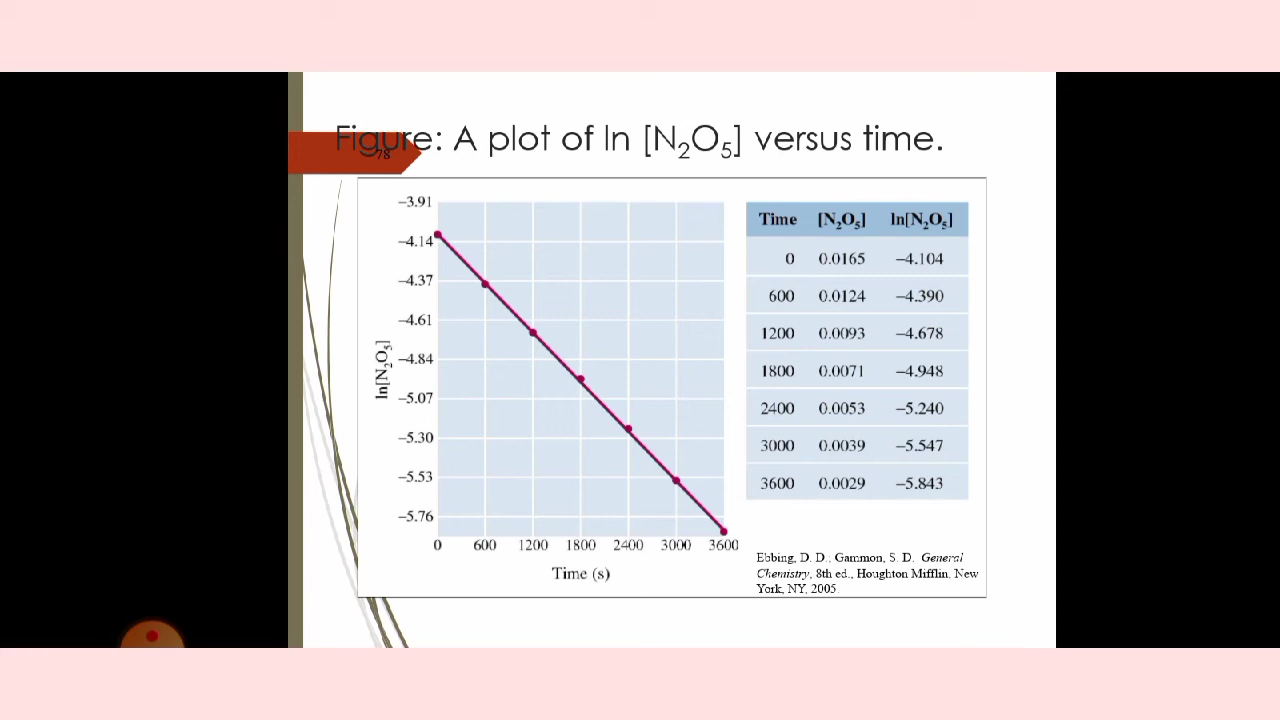 Figure: A plot of ln [N₂O₅] versus time.
78
−3.91
−4.14
−4.37
−4.61
−4.84
−5.07
−5.30
−5.53
−5.76
ln[N₂O₅]
0 600 1200 1800 2400 3000 3600
Time (s)
Time [N₂O₅] ln[N₂O₅]
0 0.0165 −4.104
600 0.0124 −4.390
1200 0.0093 −4.678
1800 0.0071 −4.948
2400 0.0053 −5.240
3000 0.0039 −5.547
3600 0.0029 −5.843
Ebbing, D. D.; Gammon, S. D. General
Chemistry, 8th ed., Houghton Mifflin, New
York, NY, 2005.